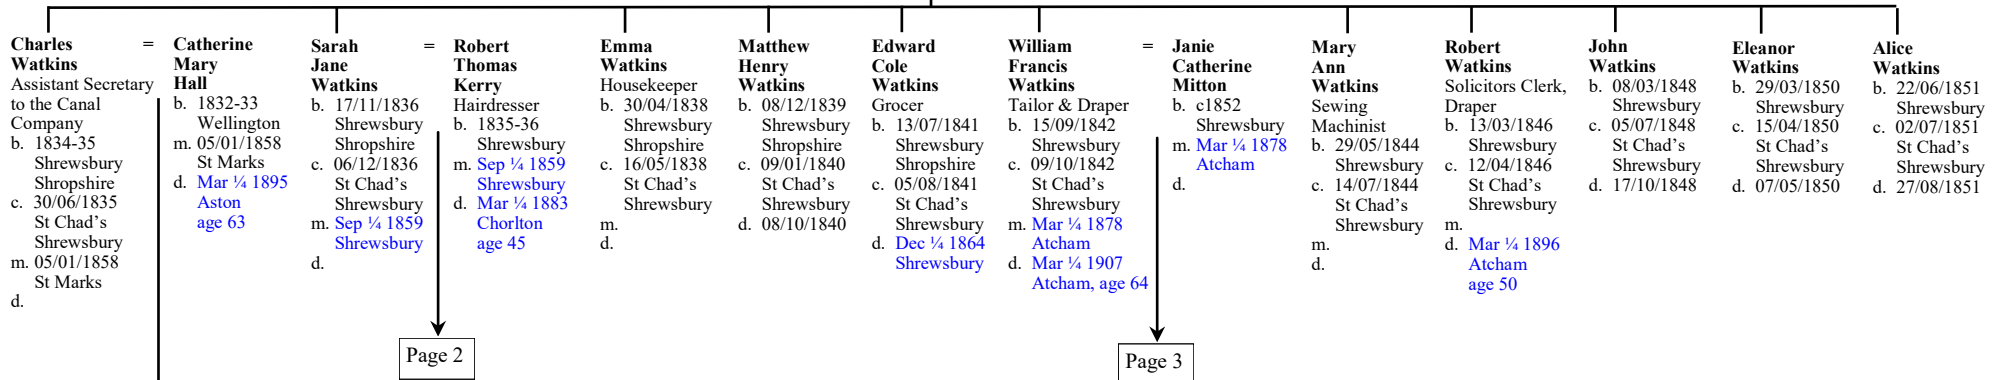 Charles
Watkins
Assistant Secretary
to the Canal
Company
b. 1834-35
Shrewsbury
Shropshire
c. 30/06/1835
St Chad's
Shrewsbury
m. 05/01/1858
St Marks
d.
=
Catherine
Mary
Hall
b. 1832-33
Wellington
m. 05/01/1858
St Marks
d. Mar ¼ 1895
Aston
age 63
Sarah
Jane
Watkins
b. 17/11/1836
Shrewsbury
Shropshire
c. 06/12/1836
St Chad's
Shrewsbury
m. Sep ¼ 1859
Shrewsbury
d.
=
Robert
Thomas
Kerry
Hairdresser
b. 1835-36
Shrewsbury
m. Sep ¼ 1859
Shrewsbury
d. Mar ¼ 1883
Chorlton
age 45
Page 2
Emma
Watkins
Housekeeper
b. 30/04/1838
Shrewsbury
Shropshire
c. 16/05/1838
St Chad's
Shrewsbury
m.
d.
Matthew
Henry
Watkins
b. 08/12/1839
Shrewsbury
Shropshire
c. 09/01/1840
St Chad's
Shrewsbury
d. 08/10/1840
Edward
Cole
Watkins
Grocer
b. 13/07/1841
Shrewsbury
Shropshire
c. 05/08/1841
St Chad's
Shrewsbury
d. Dec ¼ 1864
Shrewsbury
William
Francis
Watkins
Tailor & Draper
b. 15/09/1842
Shrewsbury
c. 09/10/1842
St Chad's
Shrewsbury
m. Mar ¼ 1878
Atcham
d. Mar ¼ 1907
Atcham, age 64
=
Janie
Catherine
Mitton
b. c1852
Shrewsbury
m. Mar ¼ 1878
Atcham
d.
Page 3
Mary
Ann
Watkins
Sewing
Machinist
b. 29/05/1844
Shrewsbury
c. 14/07/1844
St Chad's
Shrewsbury
m.
d.
Robert
Watkins
Solicitors Clerk,
Draper
b. 13/03/1846
Shrewsbury
c. 12/04/1846
St Chad's
Shrewsbury
m.
d. Mar ¼ 1896
Atcham
age 50
John
Watkins
b. 08/03/1848
Shrewsbury
c. 05/07/1848
St Chad's
Shrewsbury
d. 17/10/1848
Eleanor
Watkins
b. 29/03/1850
Shrewsbury
c. 15/04/1850
St Chad's
Shrewsbury
d. 07/05/1850
Alice
Watkins
b. 22/06/1851
Shrewsbury
c. 02/07/1851
St Chad's
Shrewsbury
d. 27/08/1851